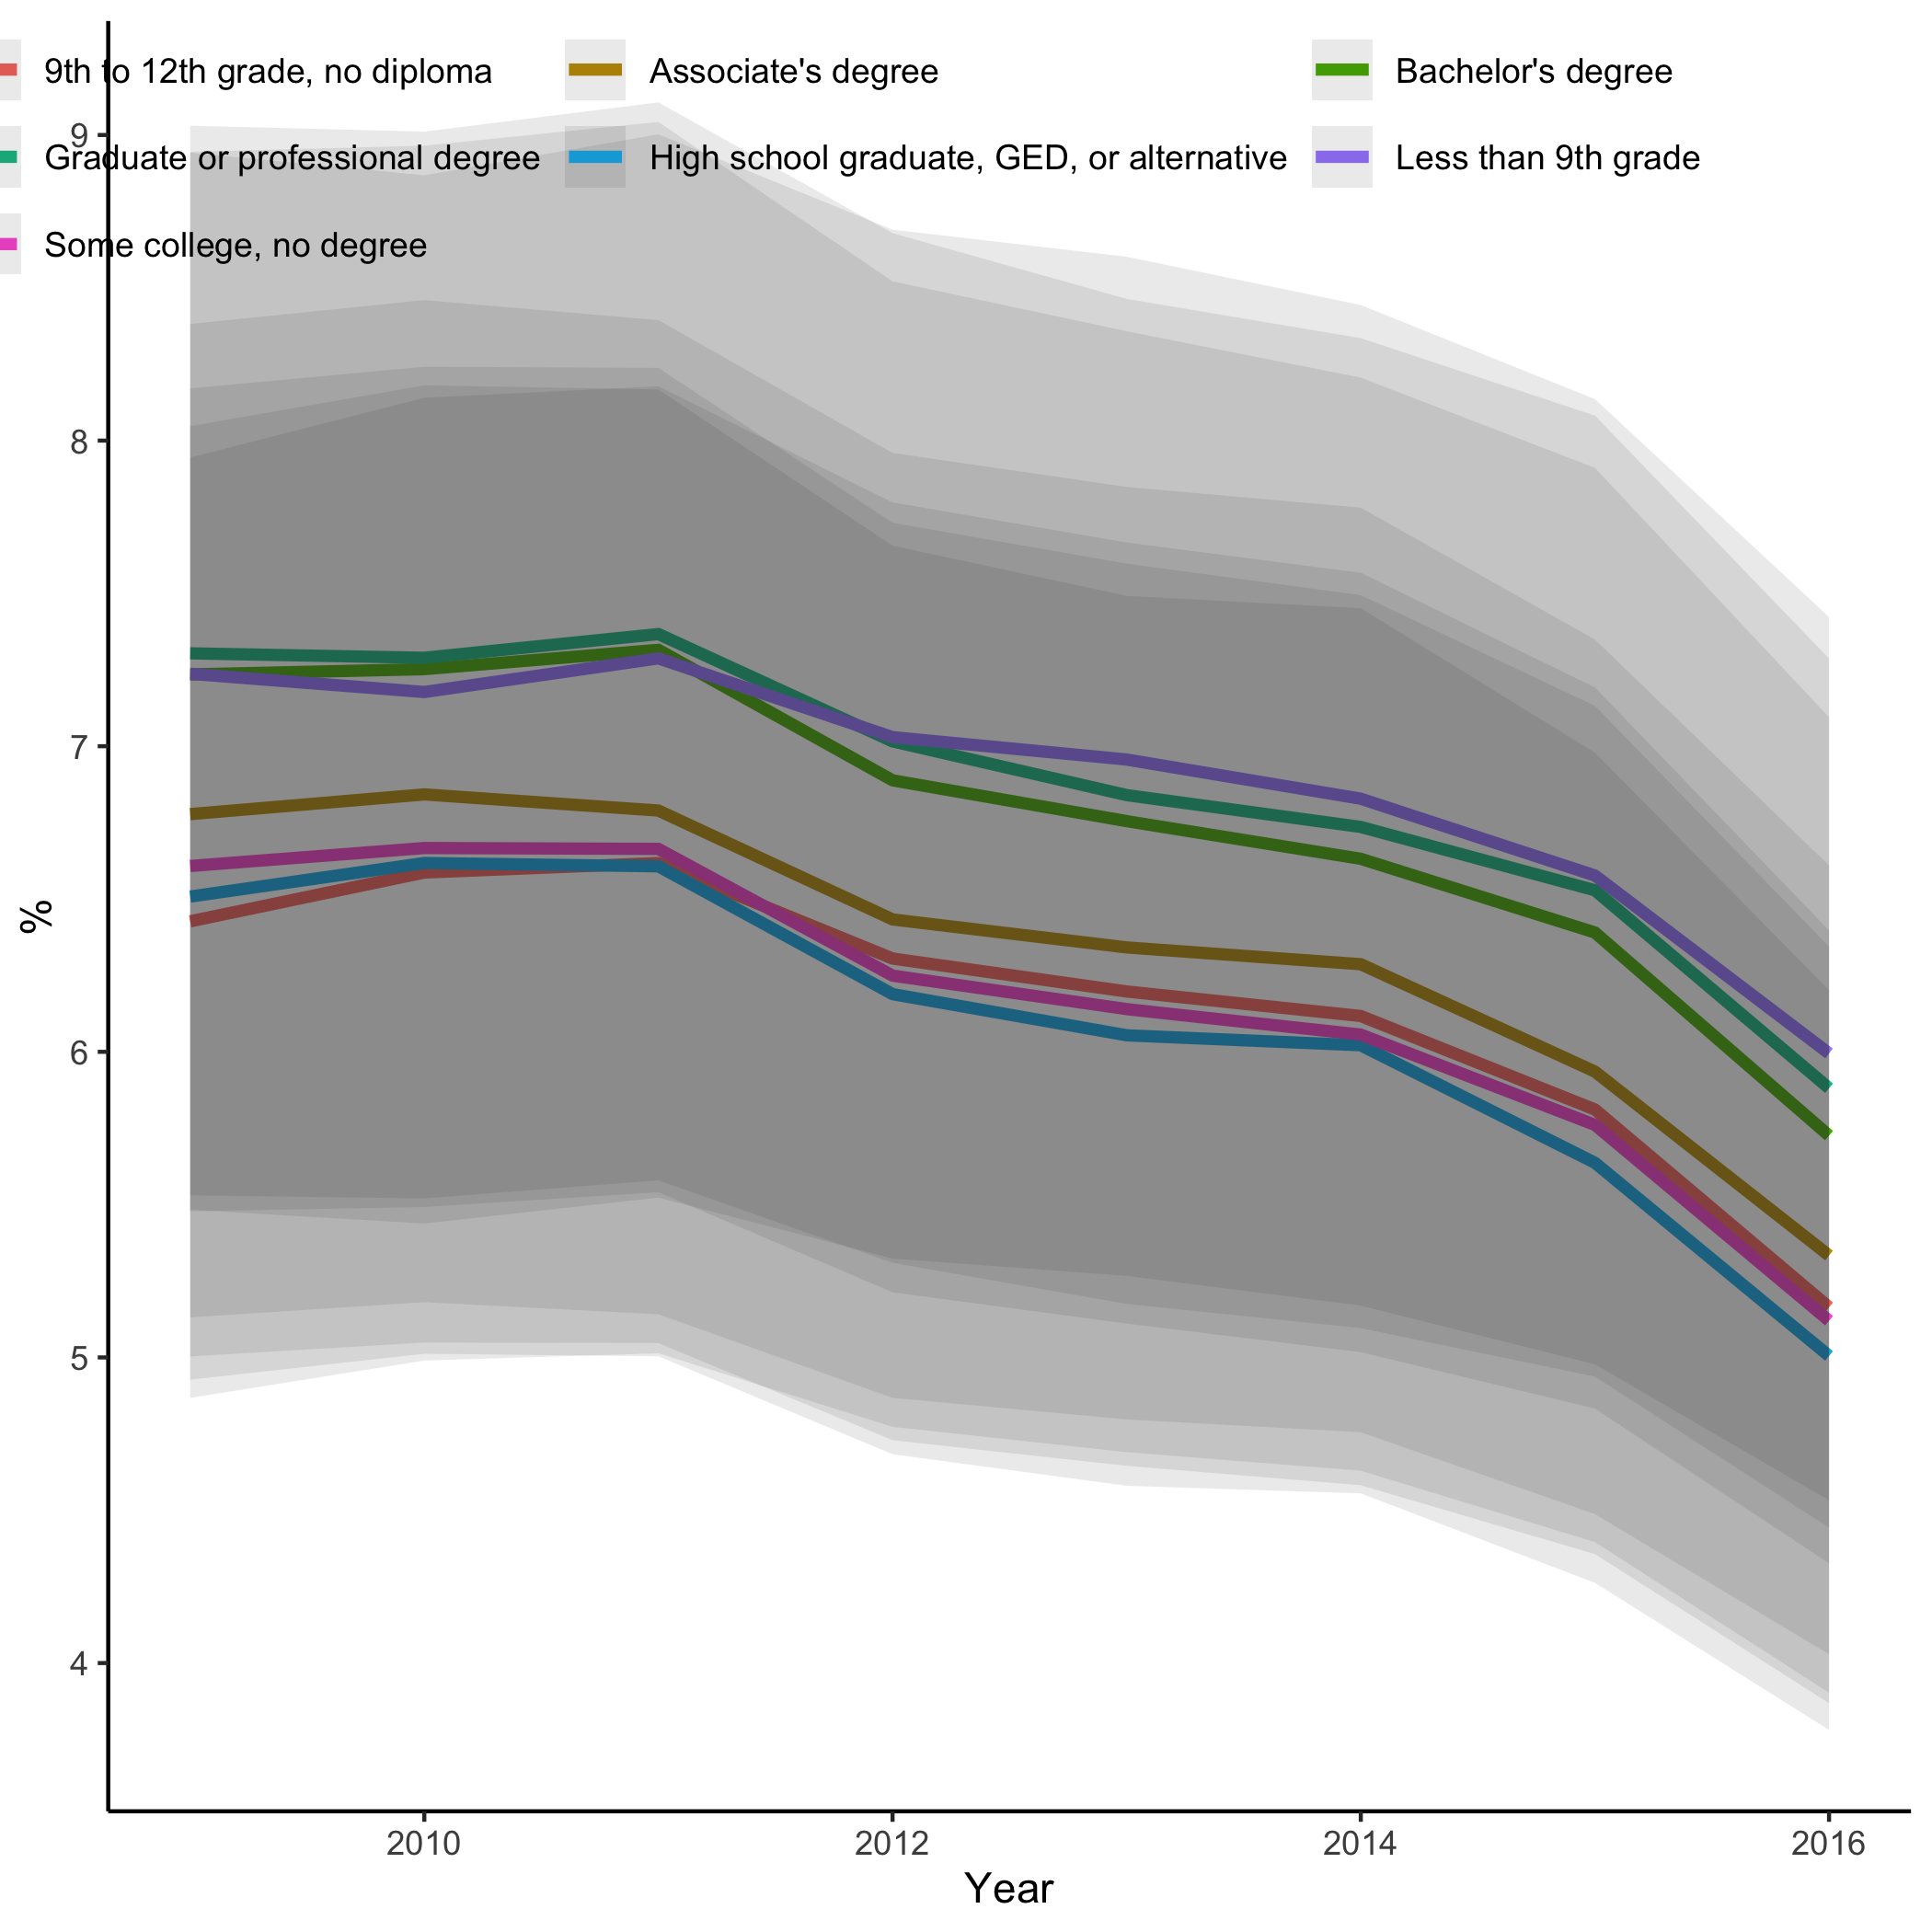 9th to 12th grade, no diploma Associate's degree Bachelor's degree
9
Graduate or professional degree High school graduate, GED, or alternative Less than 9th grade
Some college, no degree
8
7
%
6
5
4
2010 2012 2014 2016
Year